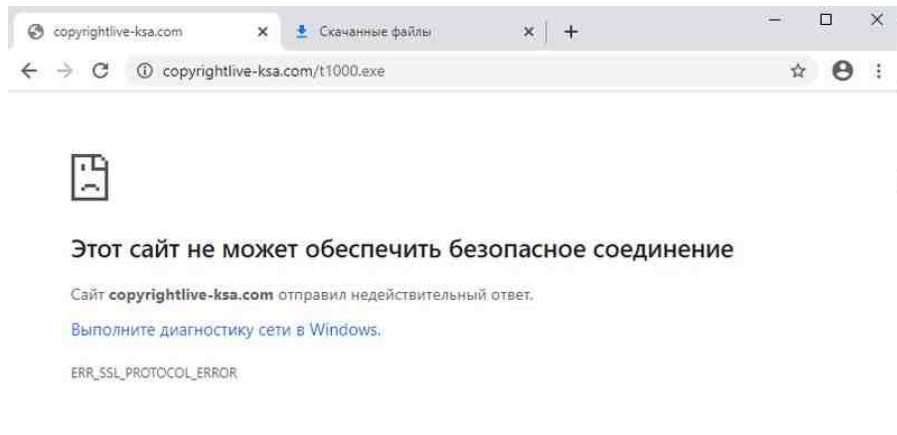 copyrightlive-ksa.com
Скачанные файлы
copyrightlive-ksa.com/t1000.exe
Этот сайт не может обеспечить безопасное соединение
Сайт copyrightlive-ksa.com отправил недействительный ответ.
Выполните диагностику сети в Windows.
ERR_SSL_PROTOCOL_ERROR